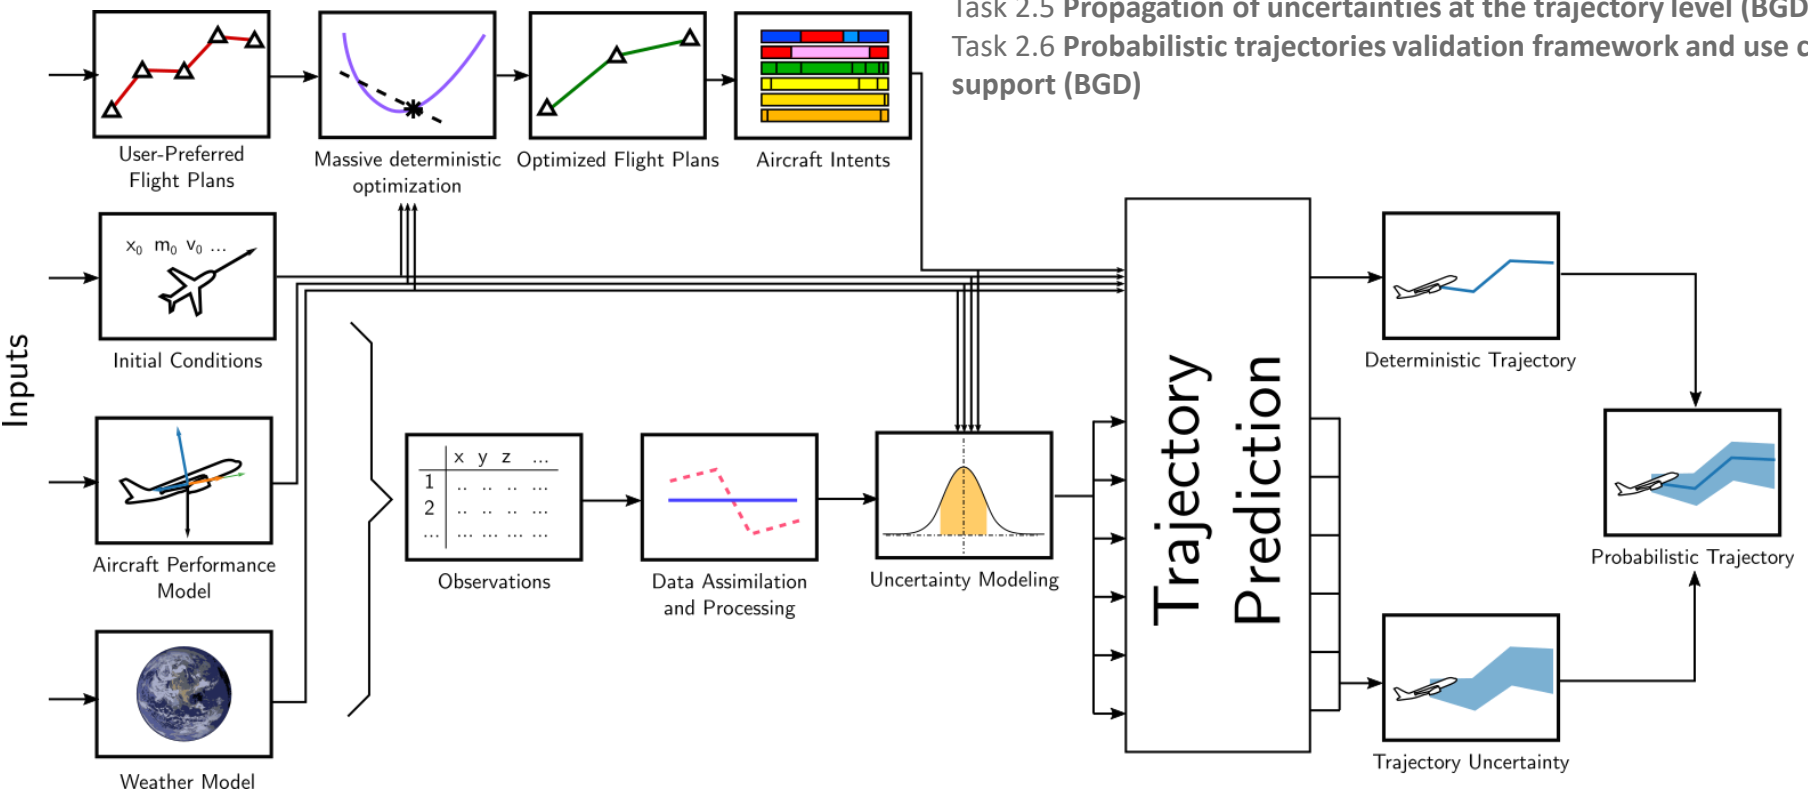 Task 2.5 Propagation of uncertainties at the trajectory level (BGD
Task 2.6 Probabilistic trajectories validation framework and use c
support (BGD)
User-Preferred
Flight Plans
Massive deterministic
optimization
Optimized Flight Plans
Aircraft Intents
Inputs
x0 m0 v0 ...
Initial Conditions
Aircraft Performance
Model
Weather Model
x y z ...
1 .. .. .. ...
2 .. .. .. ...
... ... ... ... ...
Observations
Data Assimilation
and Processing
Uncertainty Modeling
Trajectory
Prediction
Deterministic Trajectory
Probabilistic Trajectory
Trajectory Uncertainty